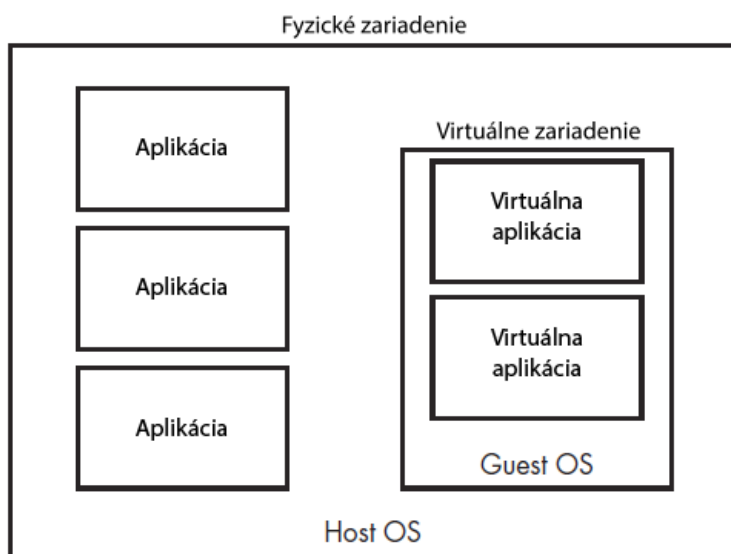 Fyzické zariadenie
Aplikácia
Aplikácia
Aplikácia
Virtuálne zariadenie
Virtuálna
aplikácia
Virtuálna
aplikácia
Guest OS
Host OS